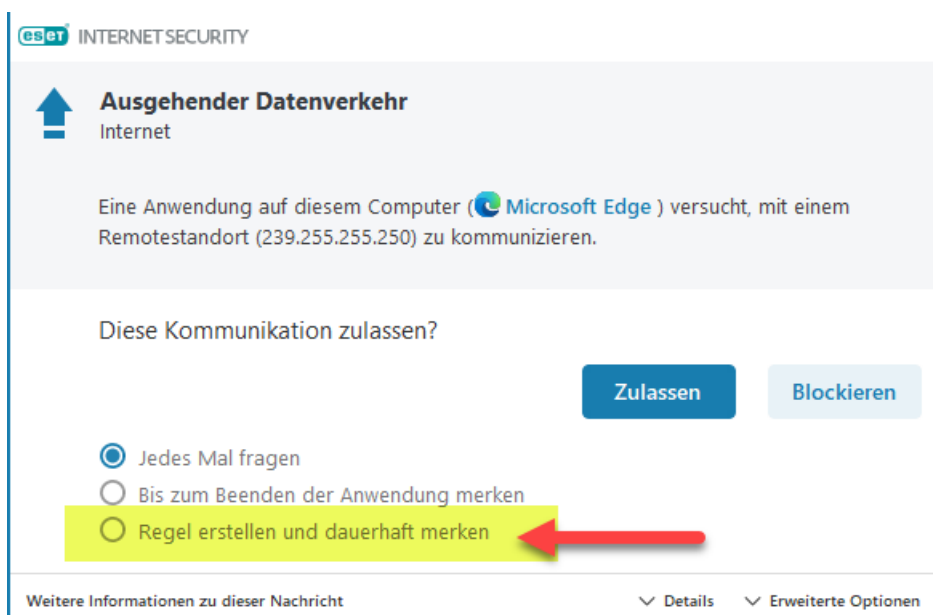 eset INTERNET SECURITY
Ausgehender Datenverkehr
Internet
Eine Anwendung auf diesem Computer ( Microsoft Edge ) versucht, mit einem
Remotestandort (239.255.255.250) zu kommunizieren.
Diese Kommunikation zulassen?
Zulassen Blockieren
Jedes Mal fragen
Bis zum Beenden der Anwendung merken
Regel erstellen und dauerhaft merken
Weitere Informationen zu dieser Nachricht Details Erweiterte Optionen